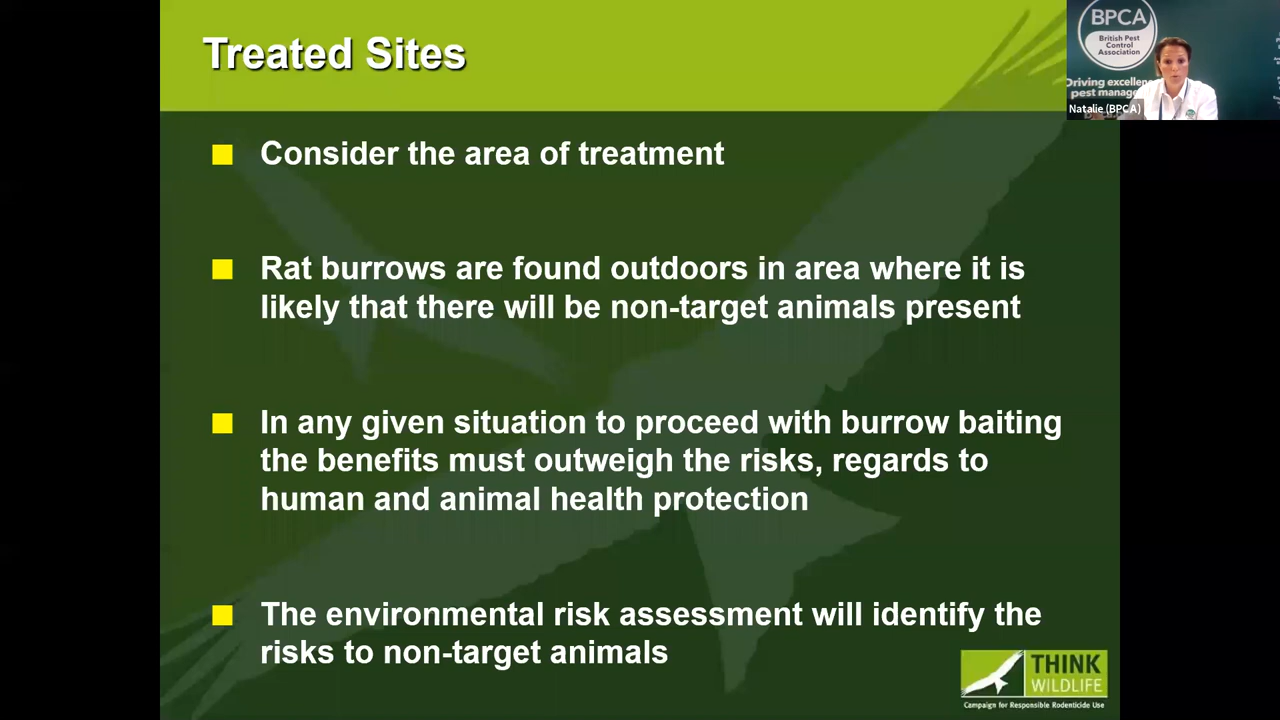 Treated Sites
Consider the area of treatment
Rat burrows are found outdoors in area where it is
likely that there will be non-target animals present
In any given situation to proceed with burrow baiting
the benefits must outweigh the risks, regards to
human and animal health protection
The environmental risk assessment will identify the
risks to non-target animals
THINK
WILDLIFE
Campaign for Responsible Rodenticide Use
BPCA
British Pest
Control
Association
Driving
pest
Natalie (BPCA)